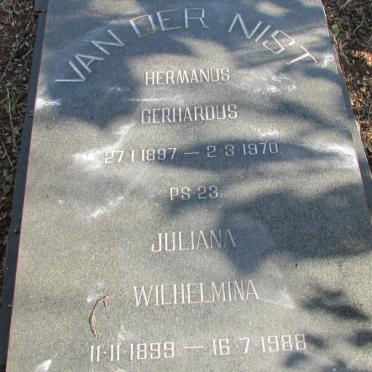 VAN DER NIST
HERMANUS
GERHARDUS
27.1.1897 — 2.3.1970.
PS 23.
JULIANA
WILHELMINA
11.11.1899 — 16.7.1988